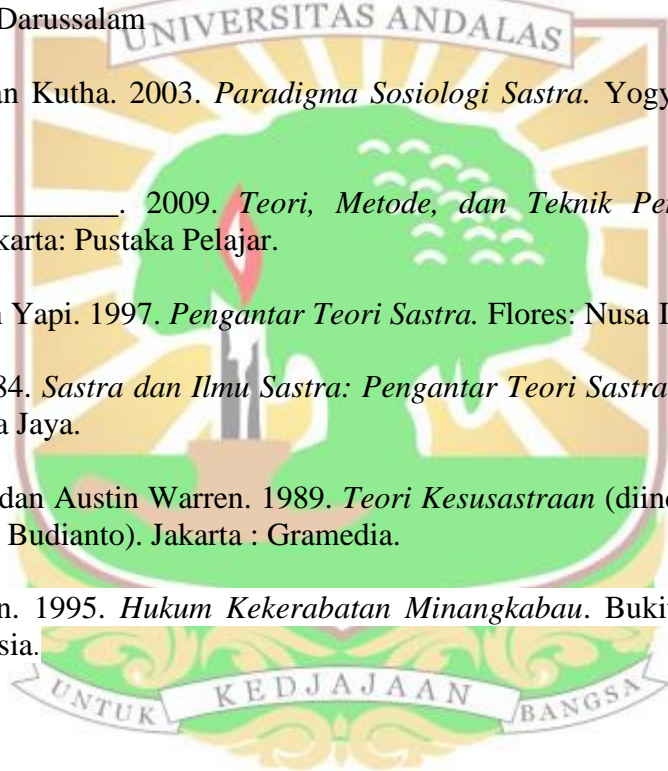 Darussalam
UNIVERSITAS ANDALAS
an Kutha. 2003. Paradigma Sosiologi Sastra. Yogy
________. 2009. Teori, Metode, dan Teknik Pe
karta: Pustaka Pelajar.
Yapi. 1997. Pengantar Teori Sastra. Flores: Nusa
84. Sastra dan Ilmu Sastra: Pengantar Teori Sastra
a Jaya.
dan Austin Warren. 1989. Teori Kesusastraan (diin
Budianto). Jakarta : Gramedia.
n. 1995. Hukum Kekerabatan Minangkabau. Buki
sia.
UNTUK KEDJAJAAN BANGSA